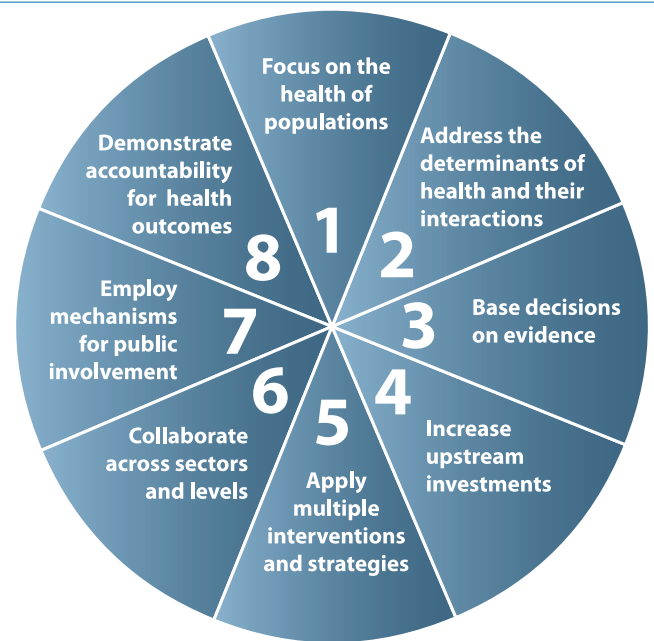 Focus on the
health of
populations
1
Address the
determinants of
health and their
interactions
2
Base decisions
on evidence
3
Increase
upstream
investments
4
Apply
multiple
interventions
and strategies
5
Collaborate
across sectors
and levels
6
Employ
mechanisms
for public
involvement
7
Demonstrate
accountability
for health
outcomes
8